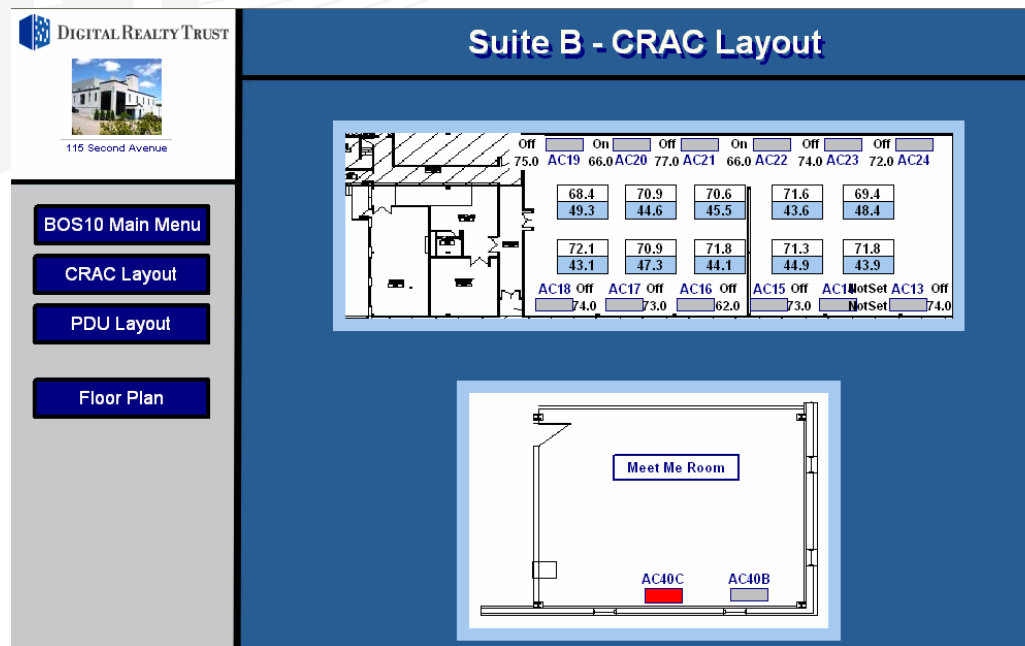 DIGITAL REALTY TRUST
115 Second Avenue
Suite B - CRAC Layout
BOS10 Main Menu
CRAC Layout
PDU Layout
Floor Plan
Off On Off On Off Off
75.0 AC19 66.0 AC20 77.0 AC21 66.0 AC22 74.0 AC23 72.0 AC24
68.4 70.9 70.6 71.6 69.4
49.3 44.6 45.5 43.6 48.4
72.1 70.9 71.8 71.3 71.8
43.1 47.3 44.1 44.9 43.9
AC18 Off AC17 Off AC16 Off AC15 Off AC14 NotSet AC13 Off
74.0 73.0 62.0 73.0 NotSet 74.0
Meet Me Room
AC40C AC40B